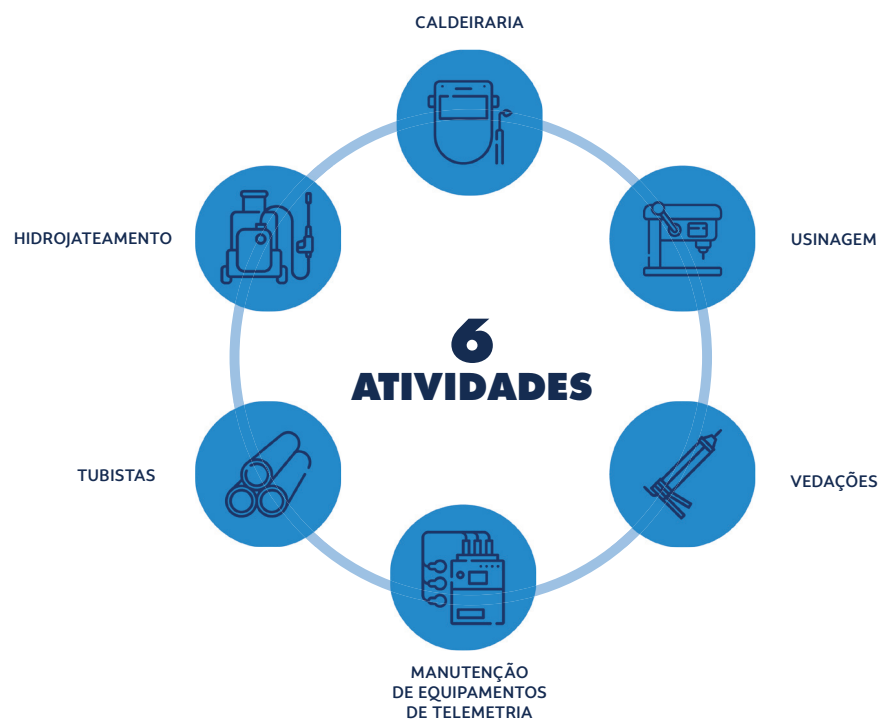 CALDEIRARIA
HIDROJATEAMENTO
USINAGEM
6
ATIVIDADES
TUBISTAS
VEDAÇÕES
MANUTENÇÃO
DE EQUIPAMENTOS
DE TELEMETRIA